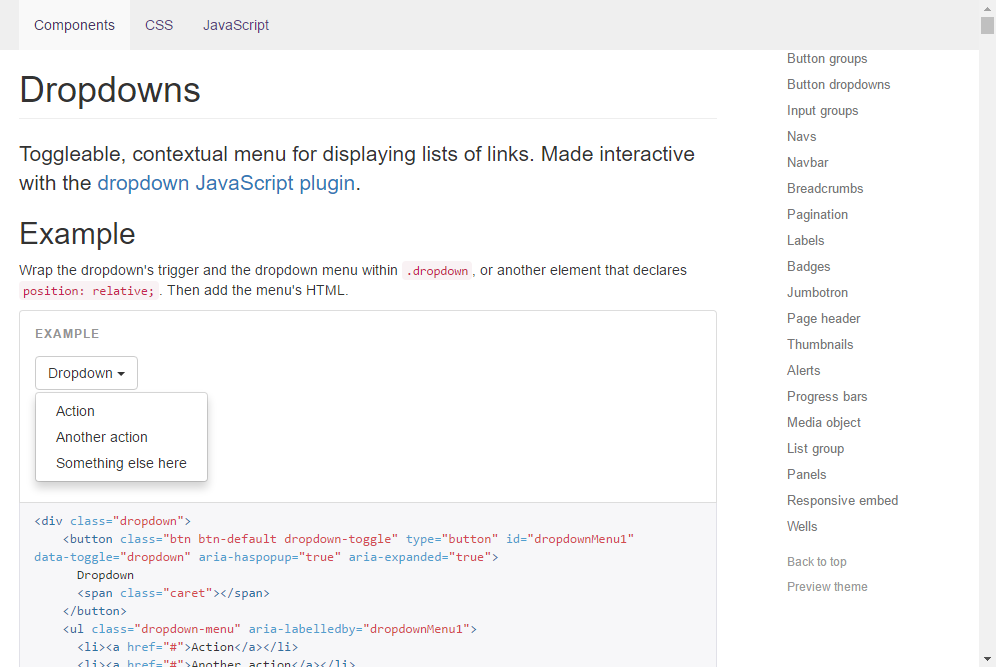 Components CSS JavaScript
Dropdowns
Toggleable, contextual menu for displaying lists of links. Made interactive
with the dropdown JavaScript plugin.
Example
Wrap the dropdown's trigger and the dropdown menu within .dropdown, or another element that declares
position: relative;. Then add the menu's HTML.
EXAMPLE
Dropdown
Action
Another action
Something else here
<div class="dropdown">
<button class="btn btn-default dropdown-toggle" type="button" id="dropdownMenu1"
data-toggle="dropdown" aria-haspopup="true" aria-expanded="true">
Dropdown
<span class="caret"></span>
</button>
<ul class="dropdown-menu" aria-labelledby="dropdownMenu1">
<li><a href="#">Action</a></li>
<li><a href="#">Another action</a></li>
Button groups
Button dropdowns
Input groups
Navs
Navbar
Breadcrumbs
Pagination
Labels
Badges
Jumbotron
Page header
Thumbnails
Alerts
Progress bars
Media object
List group
Panels
Responsive embed
Wells
Back to top
Preview theme